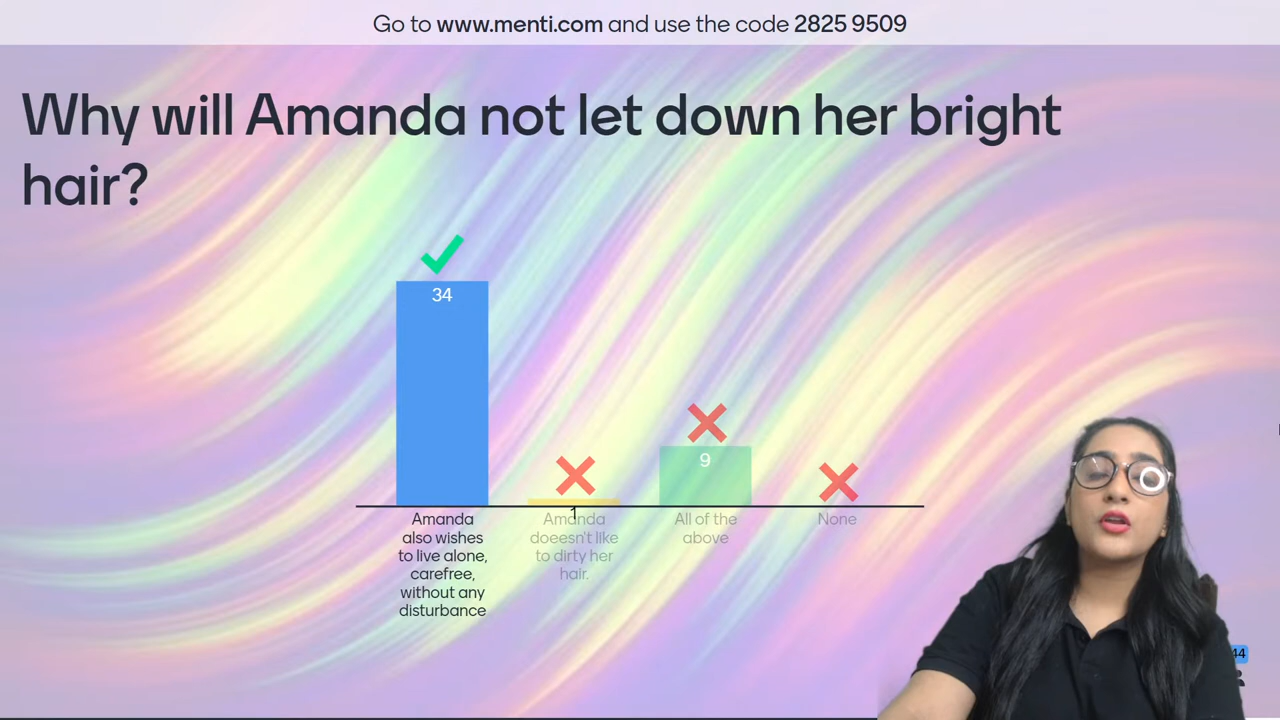 Go to www.menti.com and use the code 2825 9509
Why will Amanda not let down her bright
hair?
34
1
9
Amanda
also wishes
to live alone,
carefree,
without any
disturbance
Amanda
doeesn't like
to dirty her
hair.
All of the
above
None
44